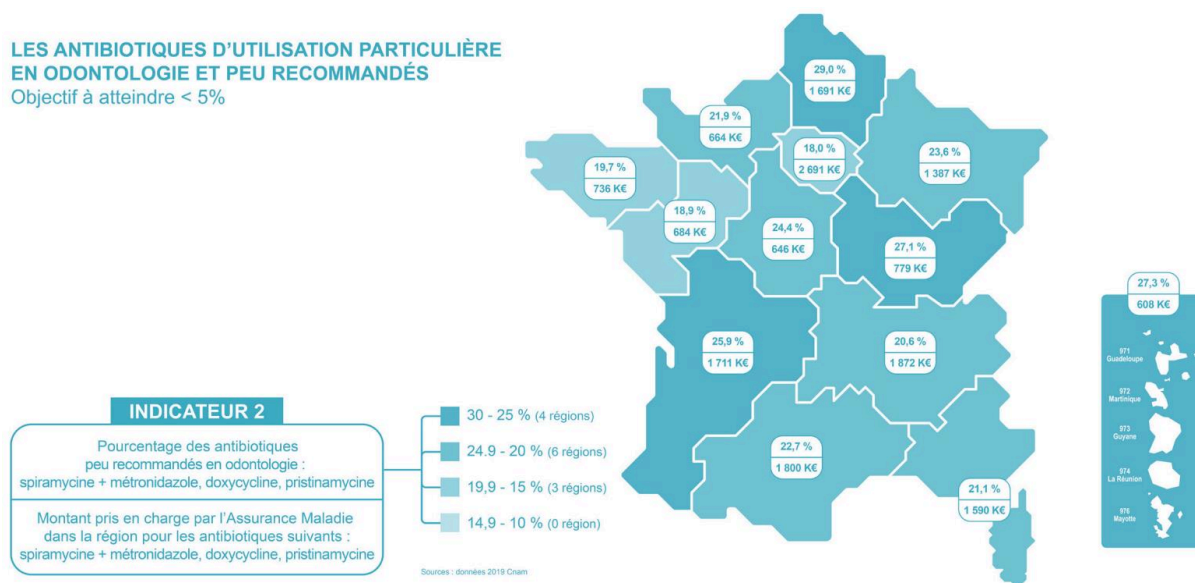 LES ANTIBIOTIQUES D'UTILISATION PARTICULIÈRE
EN ODONTOLOGIE ET PEU RECOMMANDÉS
Objectif à atteindre < 5%
29,0 %
1 691 K€
21,9 %
664 K€
18,0 %
2 691 K€
23,6 %
1 387 K€
19,7 %
736 K€
18,9 %
684 K€
24,4 %
646 K€
27,1 %
779 K€
25,9 %
1 711 K€
20,6 %
1 872 K€
22,7 %
1 800 K€
21,1 %
1 590 K€
27,3 %
608 K€
971
Guadeloupe
972
Martinique
973
Guyane
974
La Réunion
976
Mayotte
INDICATEUR 2
Pourcentage des antibiotiques
peu recommandés en odontologie :
spiramycine + métronidazole, doxycycline, pristinamycine
Montant pris en charge par l'Assurance Maladie
dans la région pour les antibiotiques suivants :
spiramycine + métronidazole, doxycycline, pristinamycine
30 - 25 % (4 régions)
24.9 - 20 % (6 régions)
19,9 - 15 % (3 régions)
14,9 - 10 % (0 région)
Sources : données 2019 Cnam